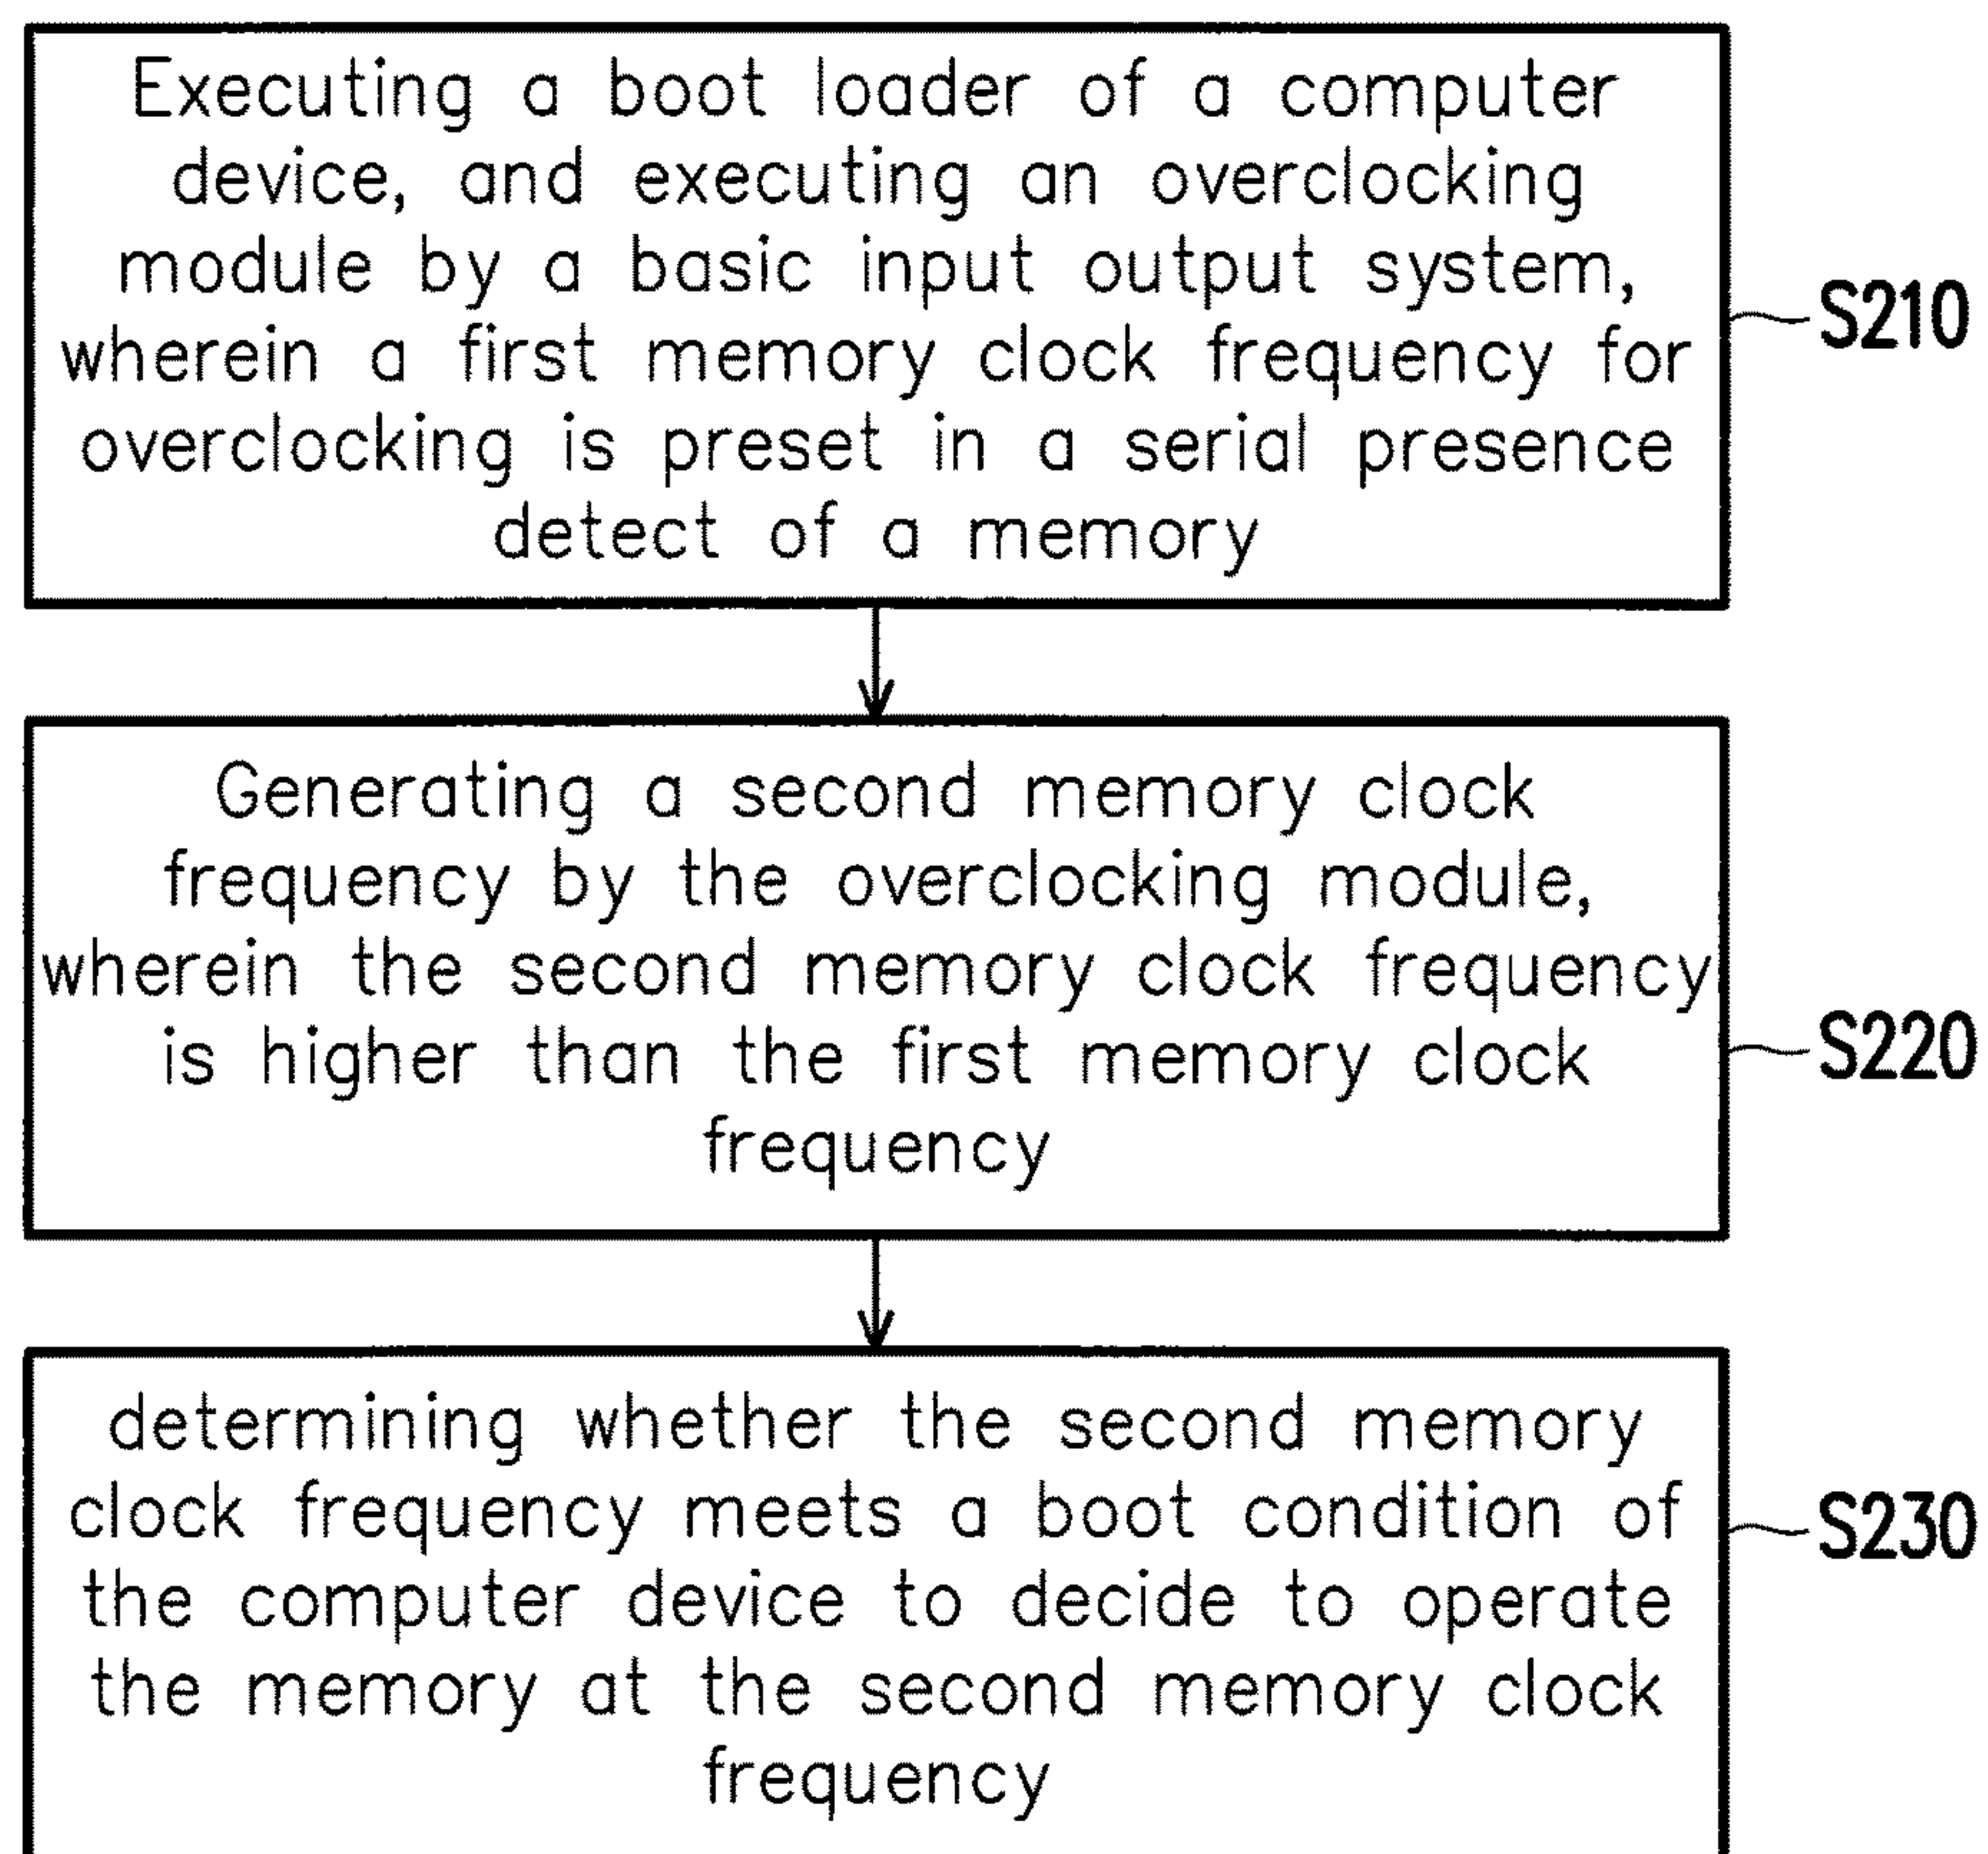 Executing a boot loader of a computer
device, and executing an overclocking
module by a basic input output system,
wherein a first memory clock frequency for
overclocking is preset in a serial presence
detect of a memory
S210
Generating a second memory clock
frequency by the overclocking module,
wherein the second memory clock frequency
is higher than the first memory clock
frequency
S220
determining whether the second memory
clock frequency meets a boot condition of
the computer device to decide to operate
the memory at the second memory clock
frequency
S230